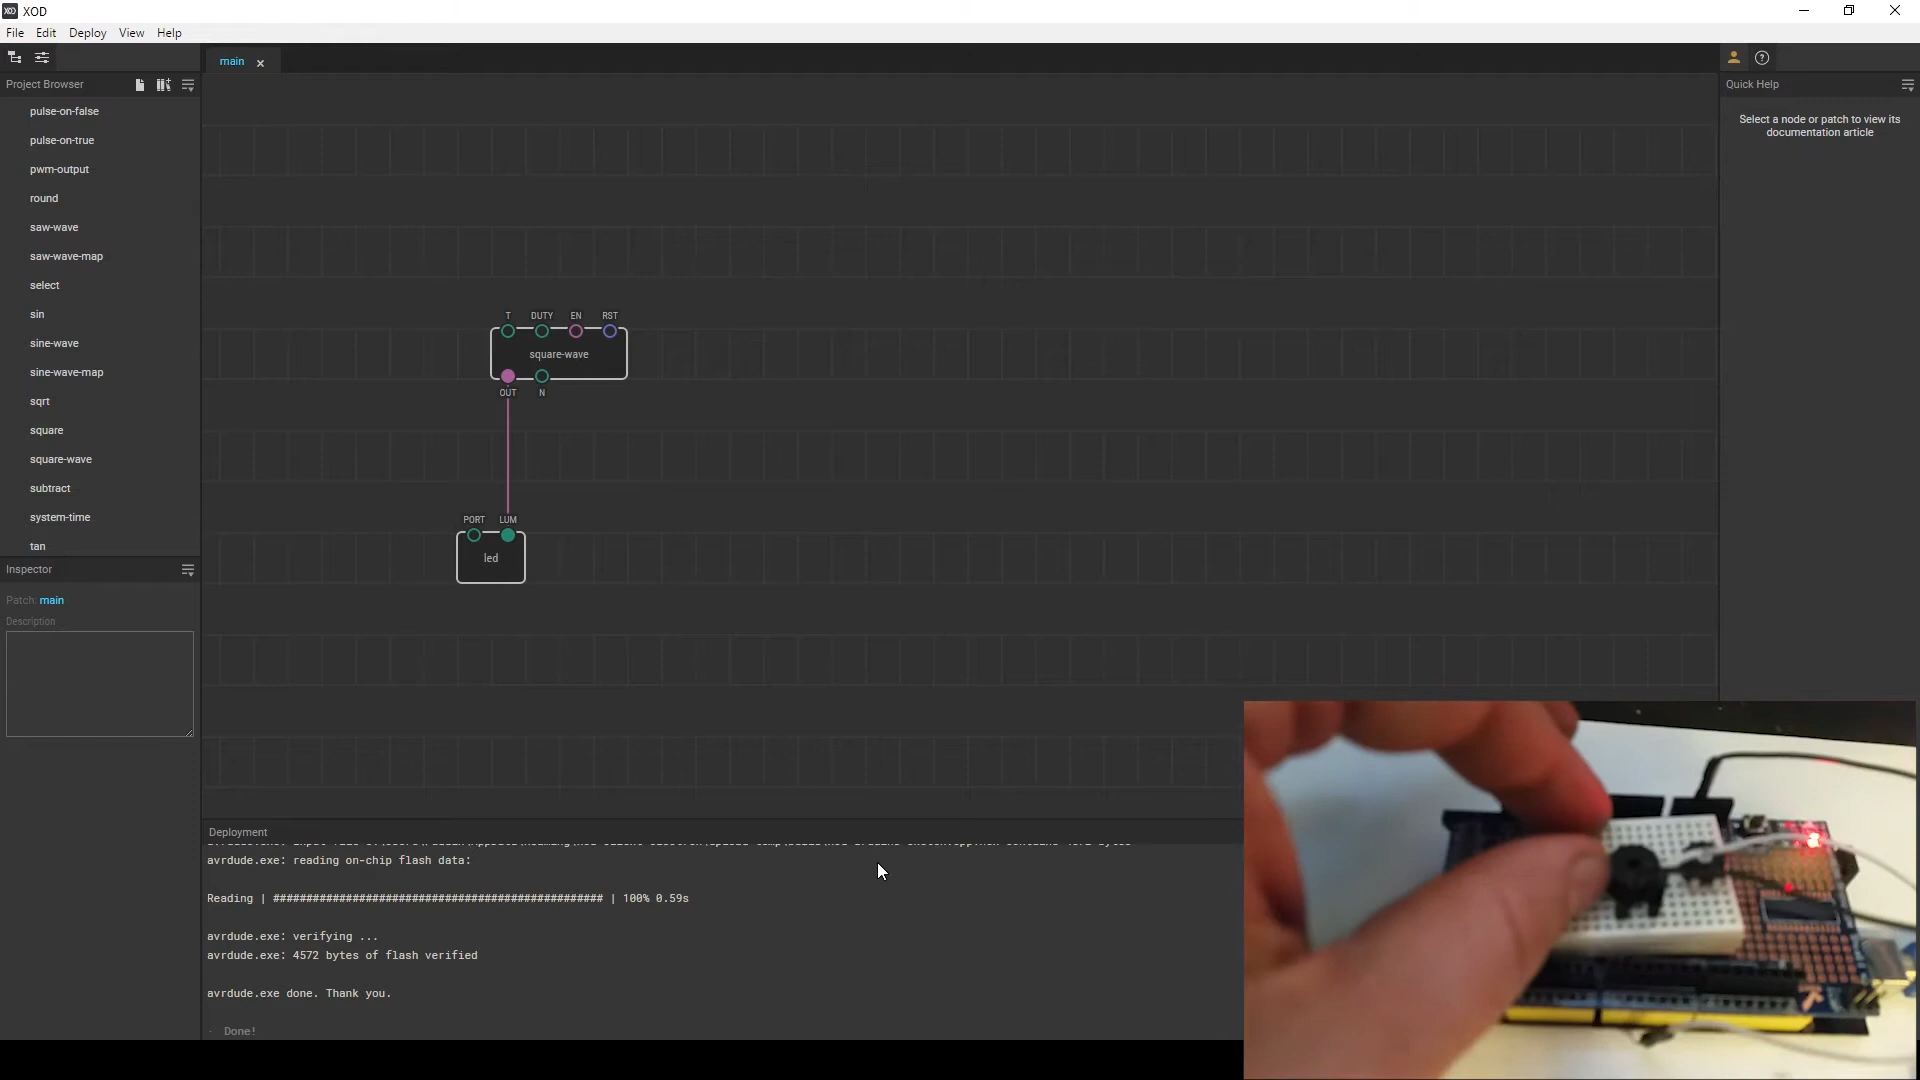 XOD
File Edit Deploy View Help
main
Project Browser
Quick Help
pulse-on-false
pulse-on-true
pwm-output
round
saw-wave
saw-wave-map
select
sin
sine-wave
sine-wave-map
sqrt
square
square-wave
subtract
system-time
tan
Select a node or patch to view its
documentation article
T DUTY EN RST
square-wave
OUT N
PORT LUM
led
Inspector
Patch: main
Description
Deployment
avrdude.exe: reading on-chip flash data:
Reading | ################################################## | 100% 0.59s
avrdude.exe: verifying ...
avrdude.exe: 4572 bytes of flash verified
avrdude.exe done. Thank you.
Done!